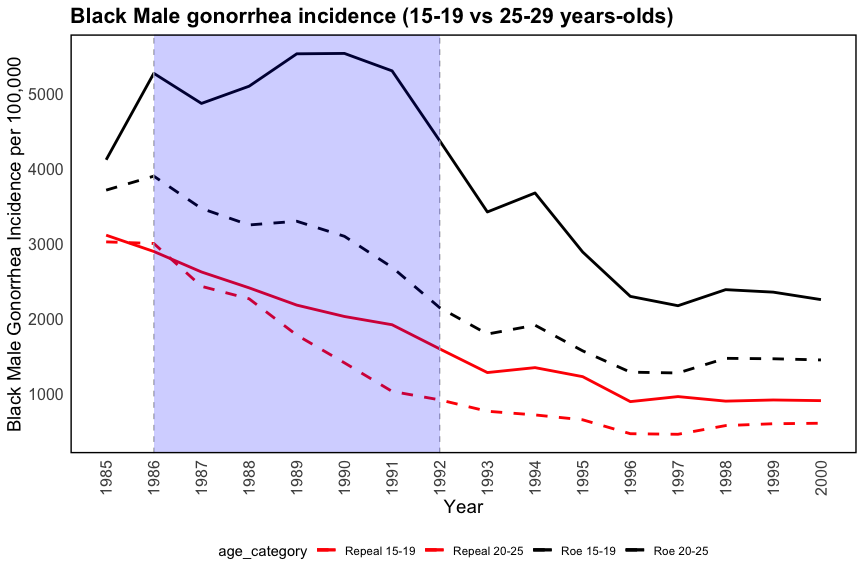 Black Male gonorrhea incidence (15-19 vs 25-29 years-olds)
Black Male Gonorrhea Incidence per 100,000
5000
4000
3000
2000
1000
1985 1986 1987 1988 1989 1990 1991 1992 1993 1994 1995 1996 1997 1998 1999 2000
Year
age_category Repeal 15-19 Repeal 20-25 Roe 15-19 Roe 20-25